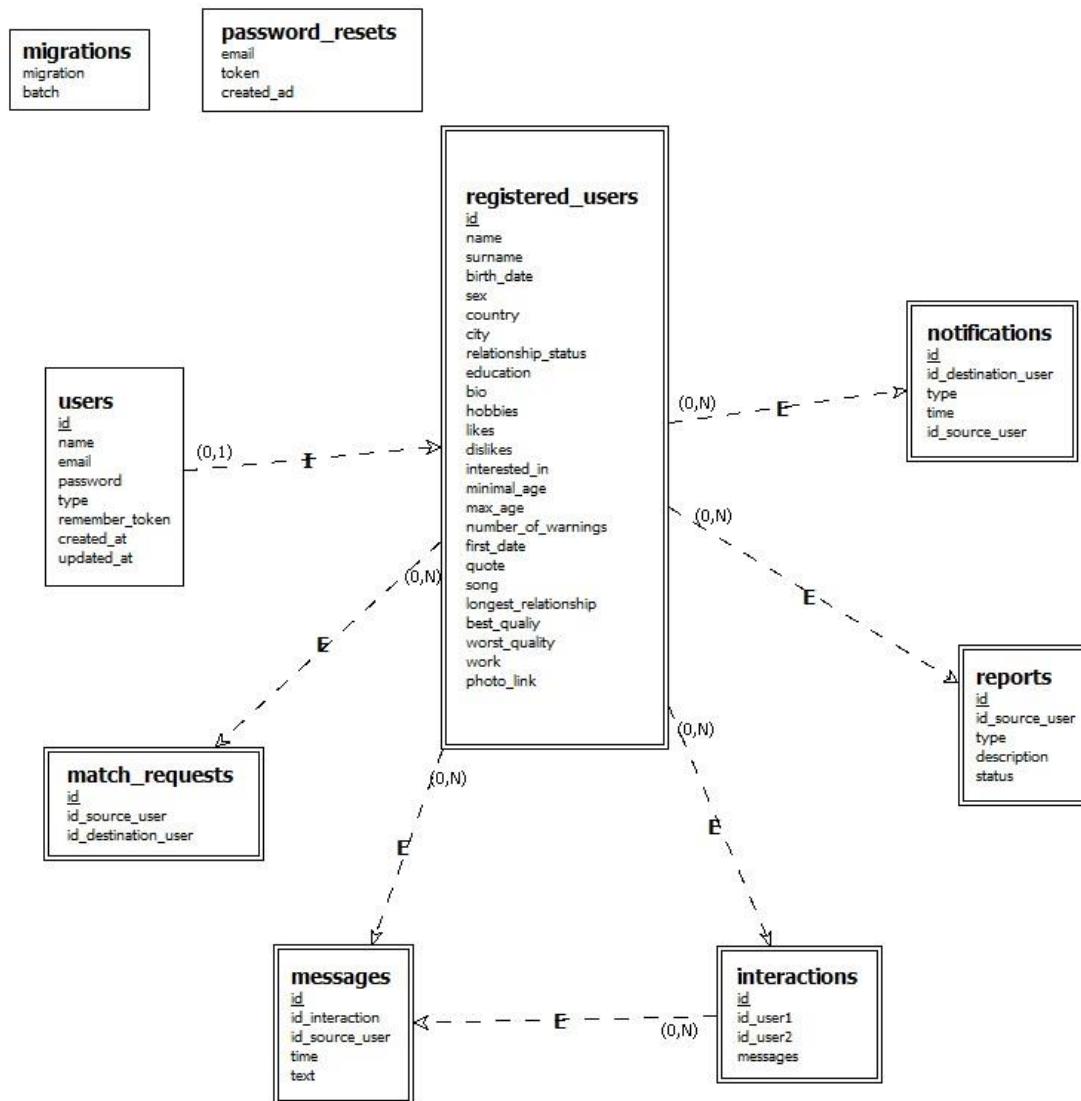 migrations
migration
batch
password_resets
email
token
created_ad
registered_users
id
name
surname
birth_date
sex
country
city
relationship_status
education
bio
hobbies
likes
dislikes
interested_in
minimal_age
max_age
number_of_warnings
first_date
quote
song
longest_relationship
best_qualiy
worst_quality
work
photo_link
users
id
name
email
password
type
remember_token
created_at
updated_at
(0,1)
I
notifications
id
id_destination_user
type
time
id_source_user
(0,N)
E
(0,N)
E
reports
id
id_source_user
type
description
status
(0,N)
E
match_requests
id
id_source_user
id_destination_user
(0,N)
E
(0,N)
E
messages
id
id_interaction
id_source_user
time
text
E
(0,N)
interactions
id
id_user1
id_user2
messages